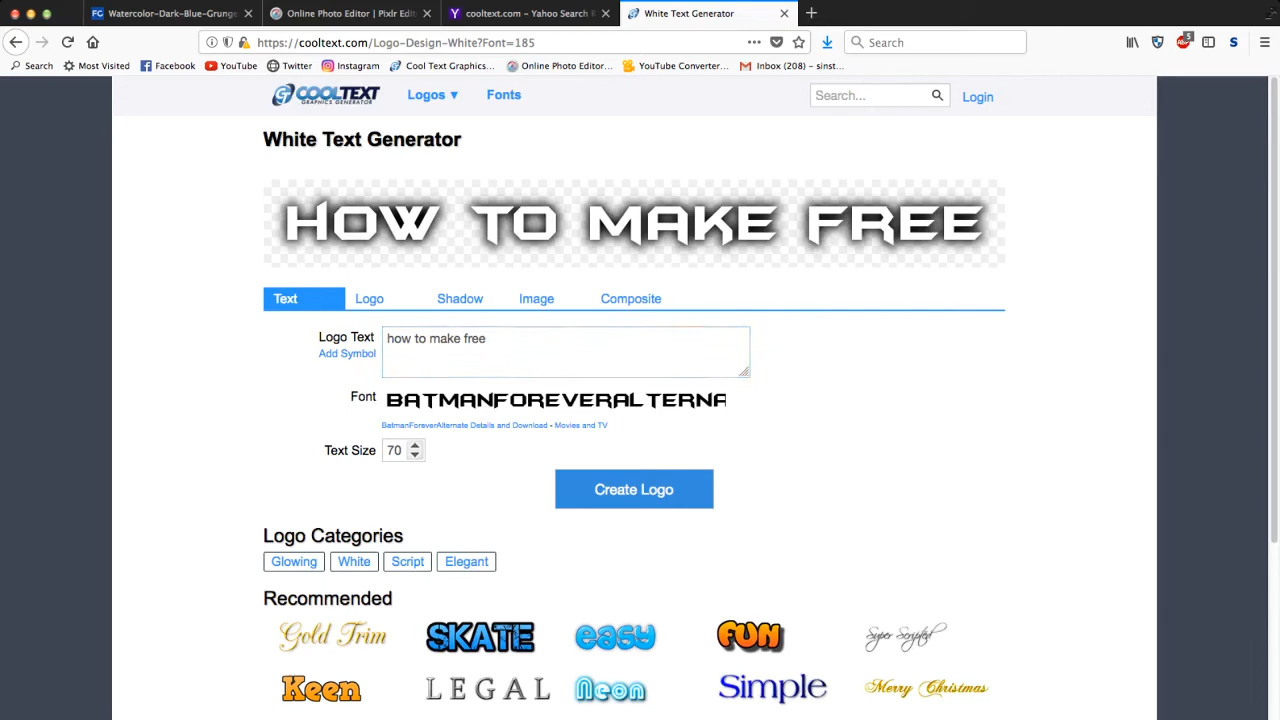 Watercolor-Dark-Blue-Grunge
Online Photo Editor | Pixlr Edit
cooltext.com - Yahoo Search R
White Text Generator
https://cooltext.com/Logo-Design-White?Font=185
Search
5
S
Search
Most Visited
Facebook
YouTube
Twitter
Instagram
Cool Text Graphics...
Online Photo Editor...
YouTube Converter...
Inbox (208) – sinst...
COOLTEXT
GRAPHICS GENERATOR
Logos ▼
Fonts
Search...
Login
White Text Generator
HOW TO MAKE FREE
Text
Logo
Shadow
Image
Composite
Logo Text
how to make free
Add Symbol
Font
BATMANFOREVERALTERNA
BatmanForeverAlternate Details and Download - Movies and TV
Text Size
70
Create Logo
Logo Categories
Glowing
White
Script
Elegant
Recommended
Gold Trim
SKATE
easy
FUN
Super Scripted
Keen
LEGAL
Neon
Simple
Merry Christmas